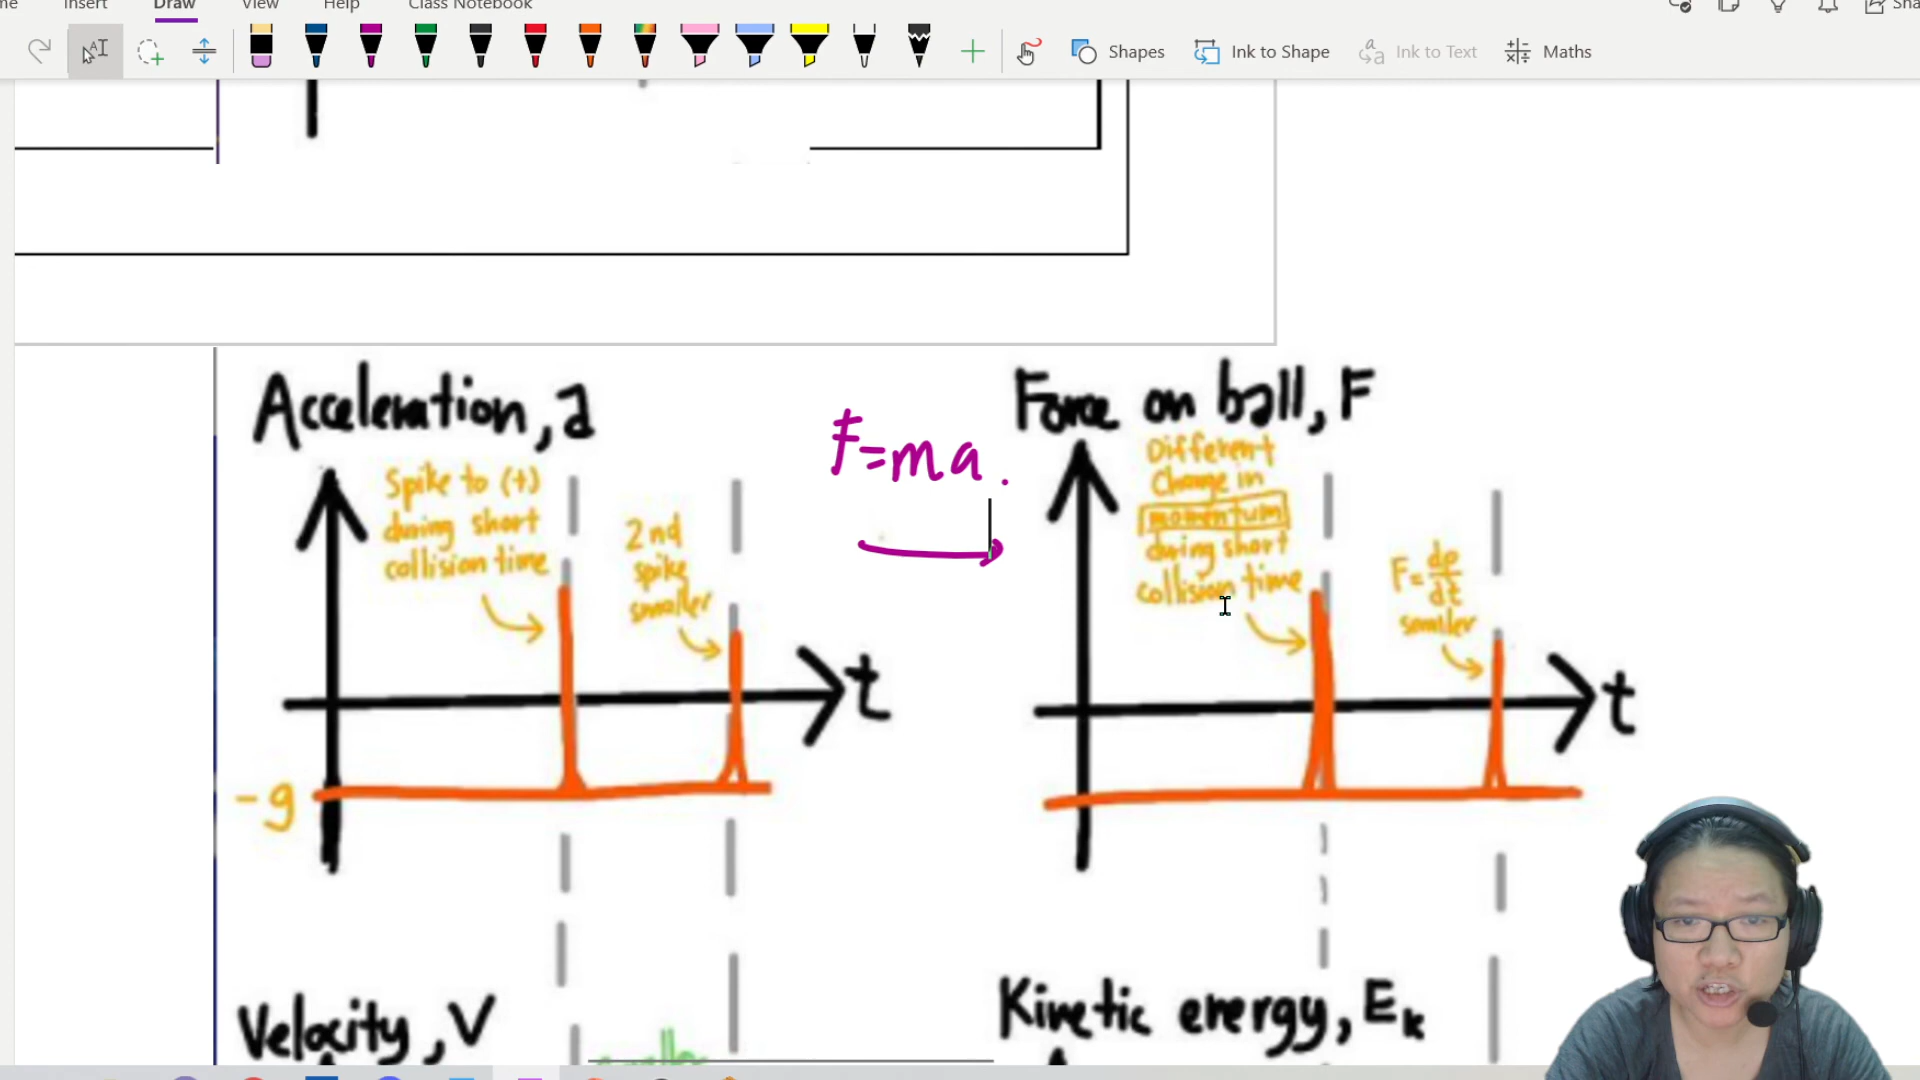 Insert Draw View Help Class Notebook
Shapes Ink to Shape Ink to Text Maths
Acceleration, a
Spike to (+)
during short
collision time
2nd
spike
smaller
t
-g
F=ma.
Force on ball, F
Different
Change in
momentum
during short
collision time
F=dp/dt
smaller
t
Velocity, V
Kinetic energy, Ek